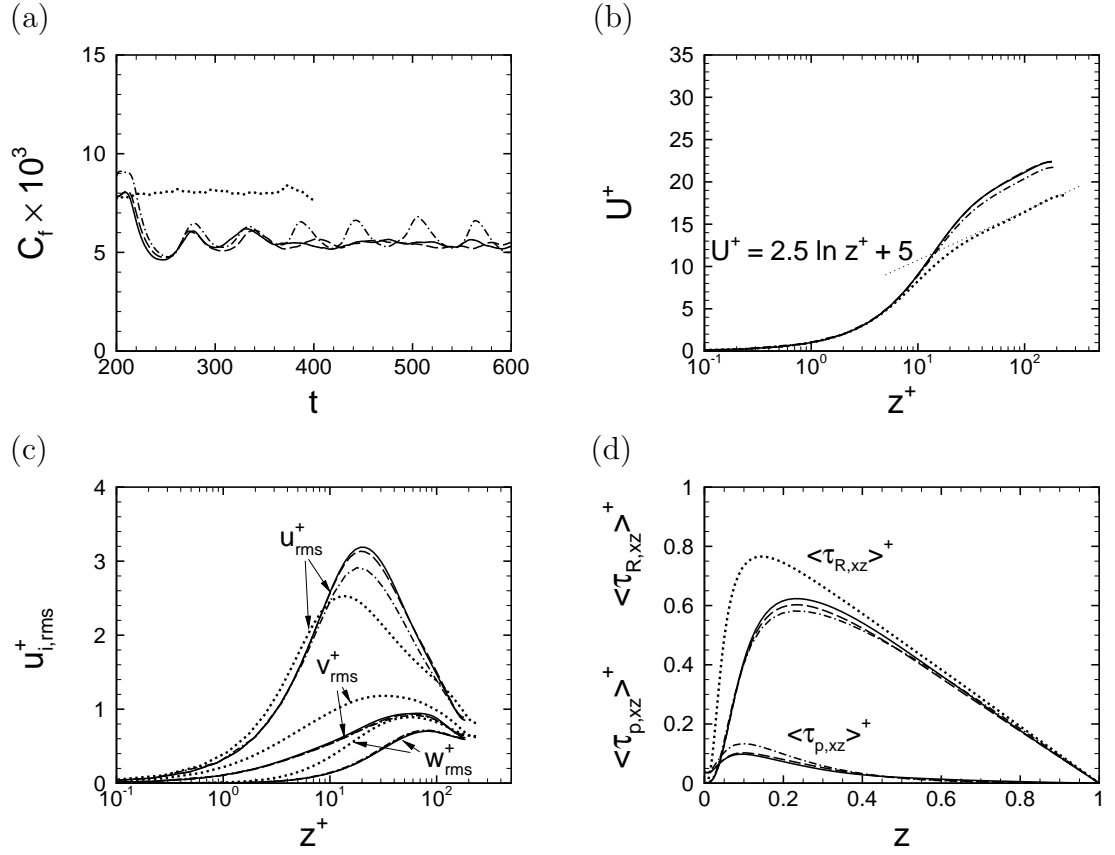 (a)
15
10
5
0
C_f × 10^3
200 300 400 500 600
t
(b)
35
30
25
20
15
10
5
0
U^+
U^+ = 2.5 ln z^+ + 5
10^-1 10^0 10^1 10^2
z^+
(c)
4
3
2
1
0
u^+_i,rms
u^+_rms
v^+_rms
w^+_rms
10^-1 10^0 10^1 10^2
z^+
(d)
1
0.8
0.6
0.4
0.2
0
<τ_p,xz>^+ <τ_R,xz>^+
<τ_R,xz>^+
<τ_p,xz>^+
0 0.2 0.4 0.6 0.8 1
z